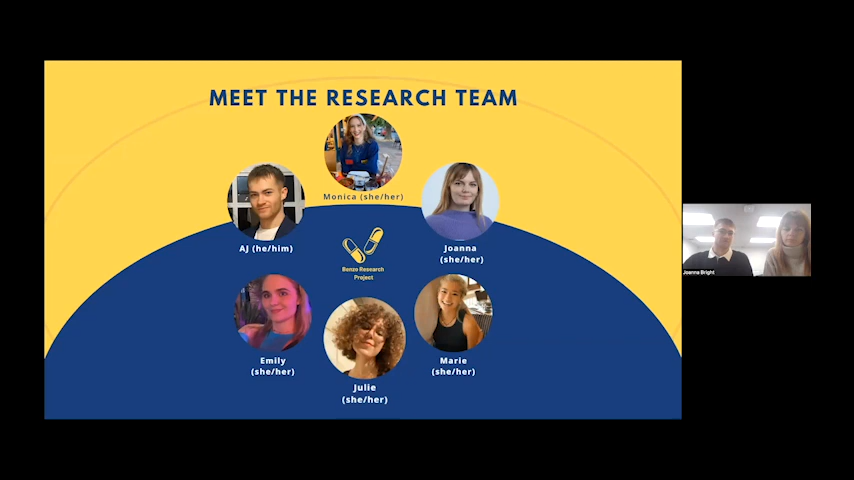 MEET THE RESEARCH TEAM
Monica (she/her)
AJ (he/him)
Joanna
(she/her)
Benzo Research
Project
Emily
(she/her)
Julie
(she/her)
Marie
(she/her)
Joanna Bright